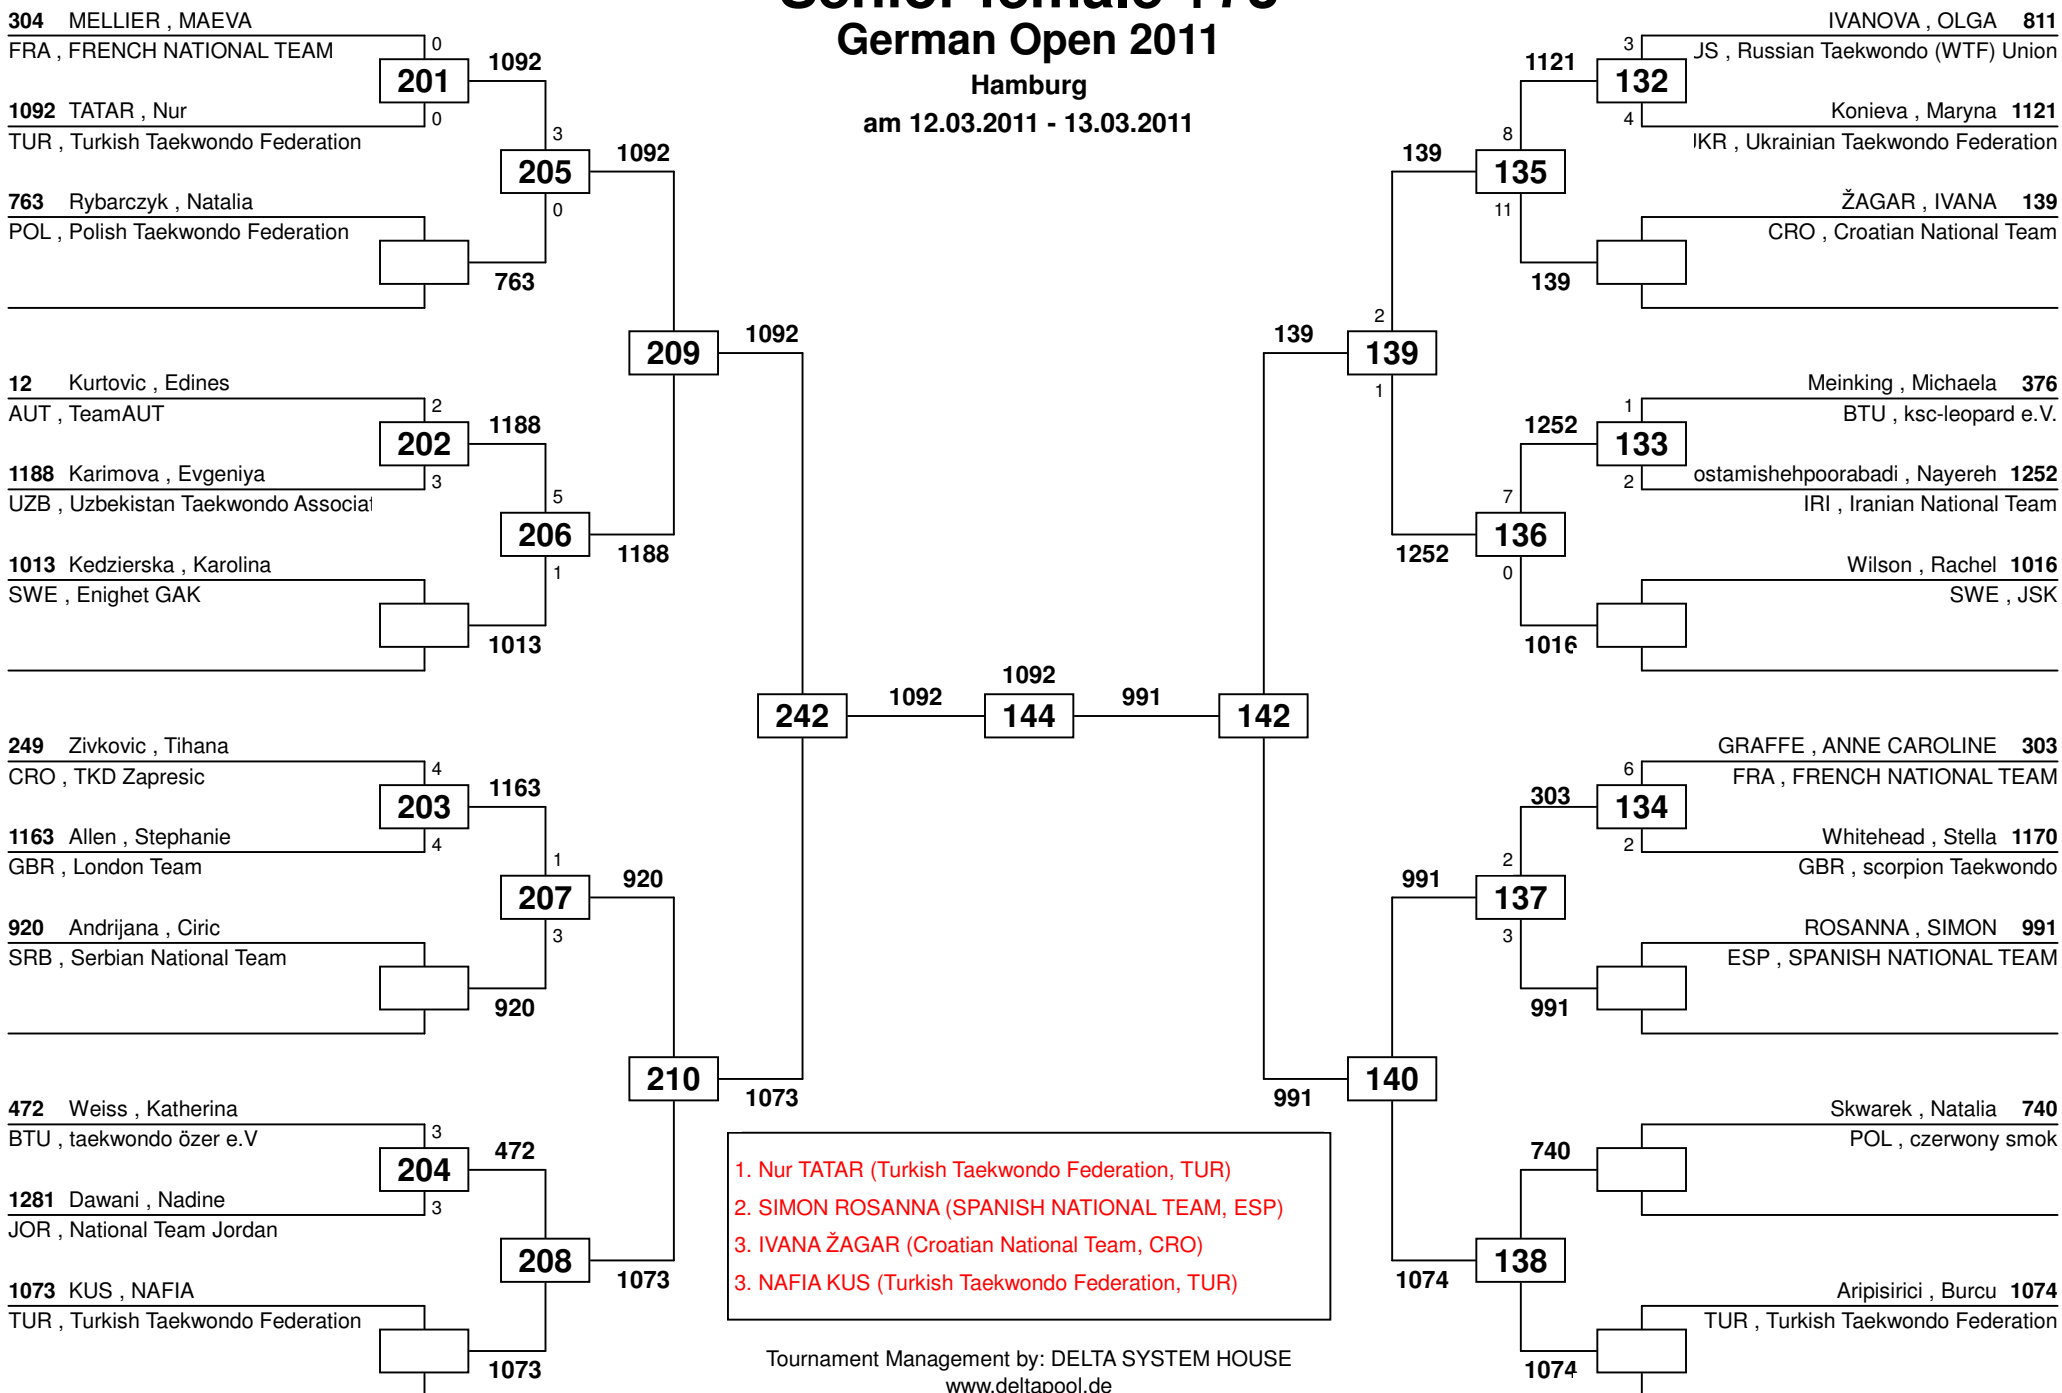 German Open 2011
Hamburg
am 12.03.2011 - 13.03.2011
304 MELLIER , MAEVA
FRA , FRENCH NATIONAL TEAM
0
201
1092
1092 TATAR , Nur
0
TUR , Turkish Taekwondo Federation
3
205
1092
763 Rybarczyk , Natalia
0
POL , Polish Taekwondo Federation
763
209
1092
12 Kurtovic , Edines
2
AUT , TeamAUT
202
1188
1188 Karimova , Evgeniya
3
UZB , Uzbekistan Taekwondo
5
206
1188
1013 Kedzierska , Karolina
1
SWE , Enighet GAK
1013
242
1092
249 Zivkovic , Tihana
4
CRO , TKD Zapresic
203
1163
1163 Allen , Stephanie
4
GBR , London Team
1
207
920
920 Andrijana , Ciric
3
SRB , Serbian National Team
920
210
1073
472 Weiss , Katherina
3
BTU , taekwondo özer e.V
204
472
1281 Dawani , Nadine
3
JOR , National Team Jordan
208
1073
1073 KUS , NAFIA
TUR , Turkish Taekwondo Federation
1073
1092
144
991
142
IVANOVA , OLGA 811
3
, Russian Taekwondo (WTF) Union
1121
132
Konieva , Maryna 1121
4
, Ukrainian Taekwondo Federation
8
139
135
ŽAGAR , IVANA 139
11
CRO , Croatian National Team
139
2
139
139
1
Meinking , Michaela 376
1
BTU , ksc-leopard e.V.
1252
133
, Nayereh 1252
2
IRI , Iranian National Team
7
136
1252
Wilson , Rachel 1016
0
SWE , JSK
1016
GRAFFE , ANNE CAROLINE 303
6
FRA , FRENCH NATIONAL TEAM
303
134
Whitehead , Stella 1170
2
GBR , scorpion Taekwondo
2
991
137
ROSANNA , SIMON 991
3
ESP , SPANISH NATIONAL TEAM
991
140
991
Skwarek , Natalia 740
POL , czerwony smok
740
138
1074
Aripisirici , Burcu 1074
TUR , Turkish Taekwondo Federation
1074
1. Nur TATAR (Turkish Taekwondo Federation, TUR)
2. SIMON ROSANNA (SPANISH NATIONAL TEAM, ESP)
3. IVANA ŽAGAR (Croatian National Team, CRO)
3. NAFIA KUS (Turkish Taekwondo Federation, TUR)
Tournament Management by: DELTA SYSTEM HOUSE
www.deltapool.de